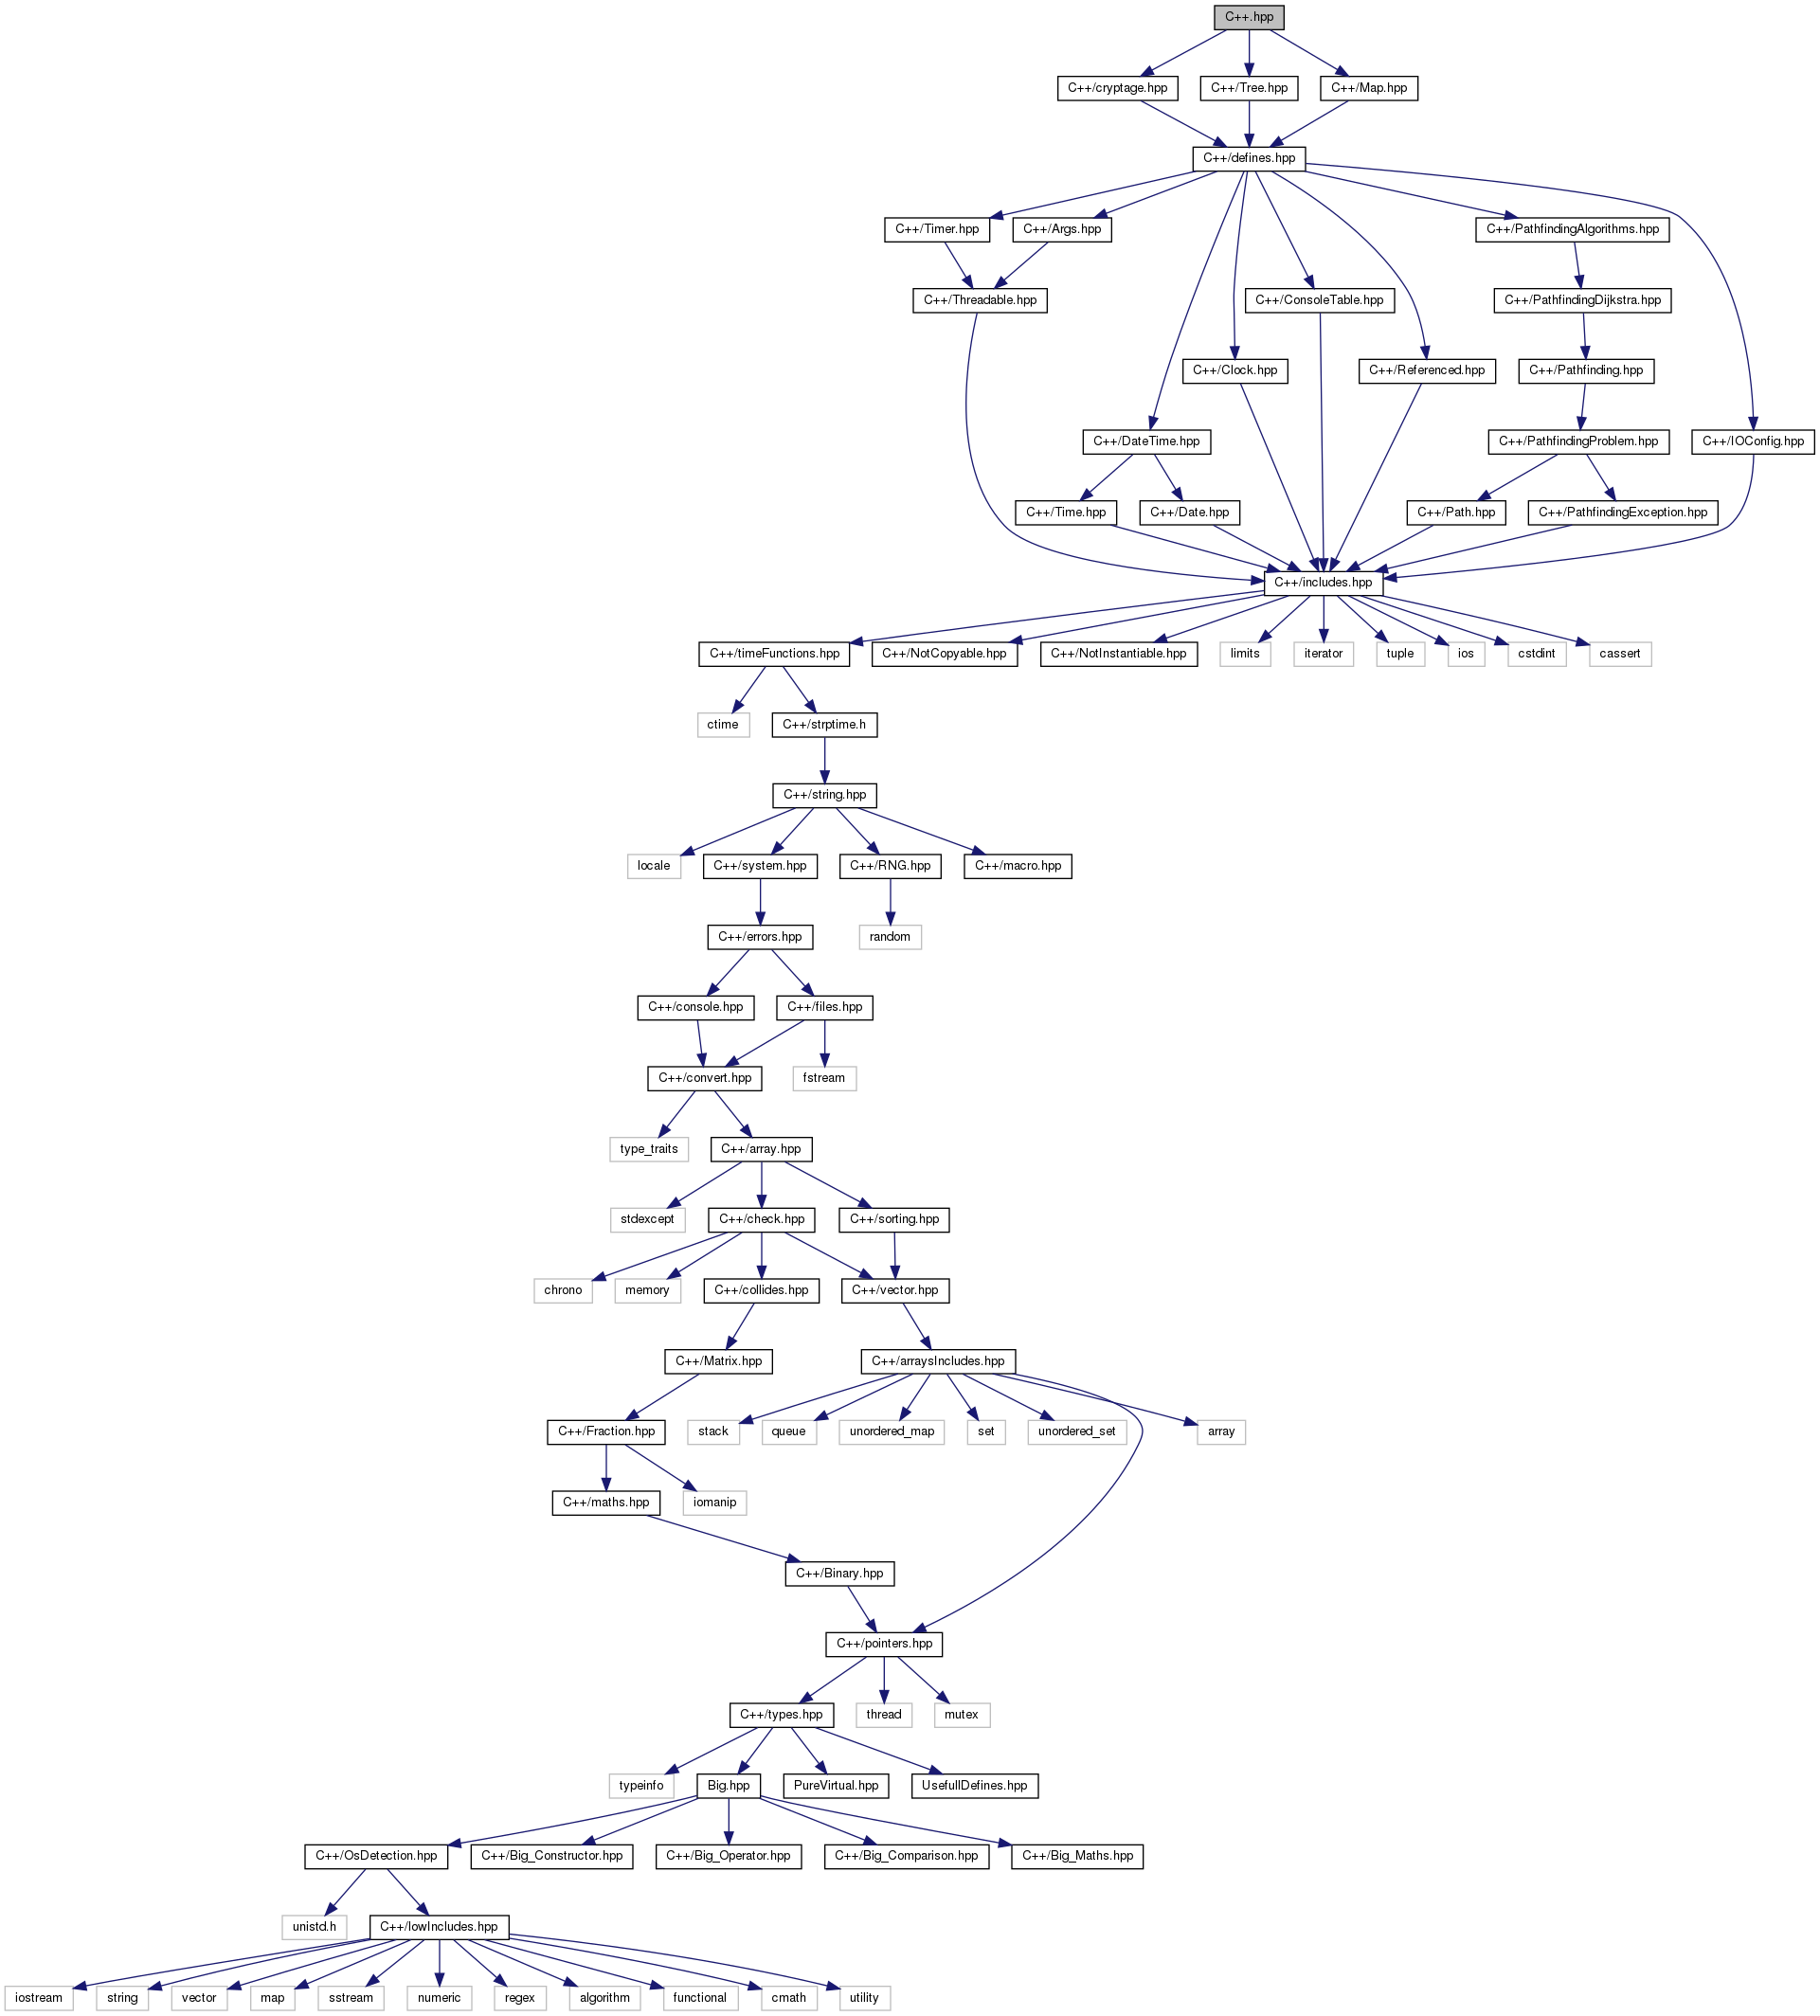 C++.hpp
C++/cryptage.hpp
C++/Tree.hpp
C++/Map.hpp
C++/defines.hpp
C++/Timer.hpp
C++/Args.hpp
C++/PathfindingAlgorithms.hpp
C++/Threadable.hpp
C++/ConsoleTable.hpp
C++/PathfindingDijkstra.hpp
C++/Clock.hpp
C++/Referenced.hpp
C++/Pathfinding.hpp
C++/DateTime.hpp
C++/PathfindingProblem.hpp
C++/IOConfig.hpp
C++/Time.hpp
C++/Date.hpp
C++/Path.hpp
C++/PathfindingException.hpp
C++/includes.hpp
C++/timeFunctions.hpp
C++/NotCopyable.hpp
C++/NotInstantiable.hpp
limits
iterator
tuple
ios
cstdint
cassert
ctime
C++/strptime.h
C++/string.hpp
locale
C++/system.hpp
C++/RNG.hpp
C++/macro.hpp
C++/errors.hpp
random
C++/console.hpp
C++/files.hpp
C++/convert.hpp
fstream
type_traits
C++/array.hpp
stdexcept
C++/check.hpp
C++/sorting.hpp
chrono
memory
C++/collides.hpp
C++/vector.hpp
C++/Matrix.hpp
C++/arraysIncludes.hpp
C++/Fraction.hpp
stack
queue
unordered_map
set
unordered_set
array
C++/maths.hpp
iomanip
C++/Binary.hpp
C++/pointers.hpp
C++/types.hpp
thread
mutex
typeinfo
Big.hpp
PureVirtual.hpp
UsefullDefines.hpp
C++/OsDetection.hpp
C++/Big_Constructor.hpp
C++/Big_Operator.hpp
C++/Big_Comparison.hpp
C++/Big_Maths.hpp
unistd.h
C++/lowIncludes.hpp
iostream
string
vector
map
sstream
numeric
regex
algorithm
functional
cmath
utility